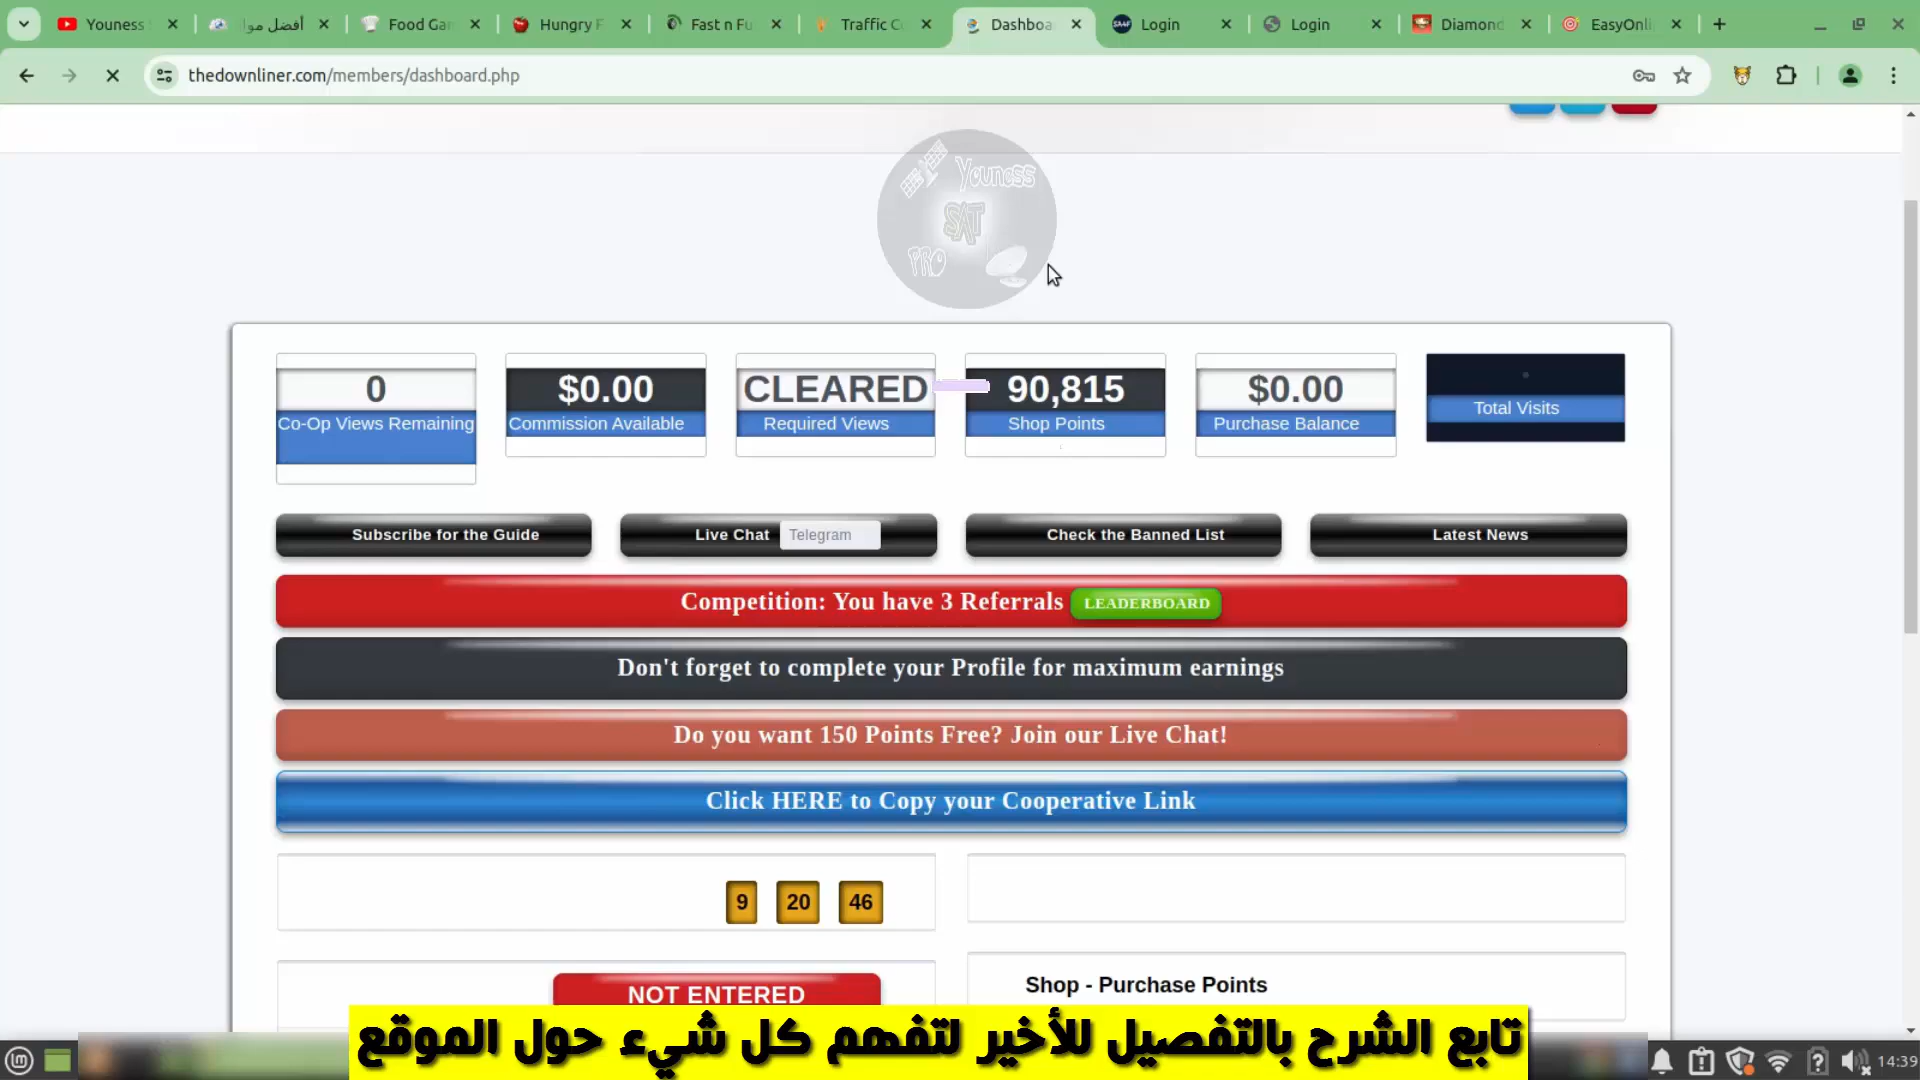 Youness
أفضل موا
Food Gar
Hungry F
Fast n Fu
Traffic C
Dashboa
Login
Login
Diamond
EasyOnli
thedownliner.com/members/dashboard.php
Youness
SAT
PRO
0
Co-Op Views Remaining
$0.00
Commission Available
CLEARED
Required Views
90,815
Shop Points
$0.00
Purchase Balance
Total Visits
Subscribe for the Guide
Live Chat Telegram
Check the Banned List
Latest News
Competition: You have 3 Referrals LEADERBOARD
Don't forget to complete your Profile for maximum earnings
Do you want 150 Points Free? Join our Live Chat!
Click HERE to Copy your Cooperative Link
9 20 46
NOT ENTERED
Shop - Purchase Points
تابع الشرح بالتفصيل للأخير لتفهم كل شيء حول الموقع
14:39